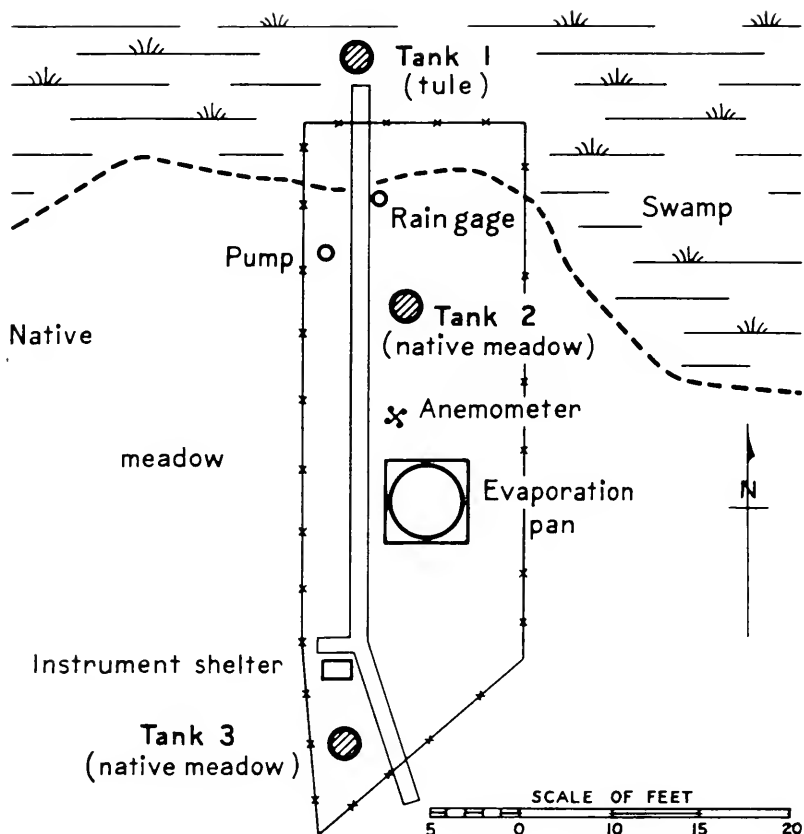 Tank 1
(tule)
Rain gage
Swamp
Pump
Tank 2
(native meadow)
Native
meadow
Anemometer
Evaporation
pan
N
Instrument shelter
Tank 3
(native meadow)
SCALE OF FEET
5 0 10 20